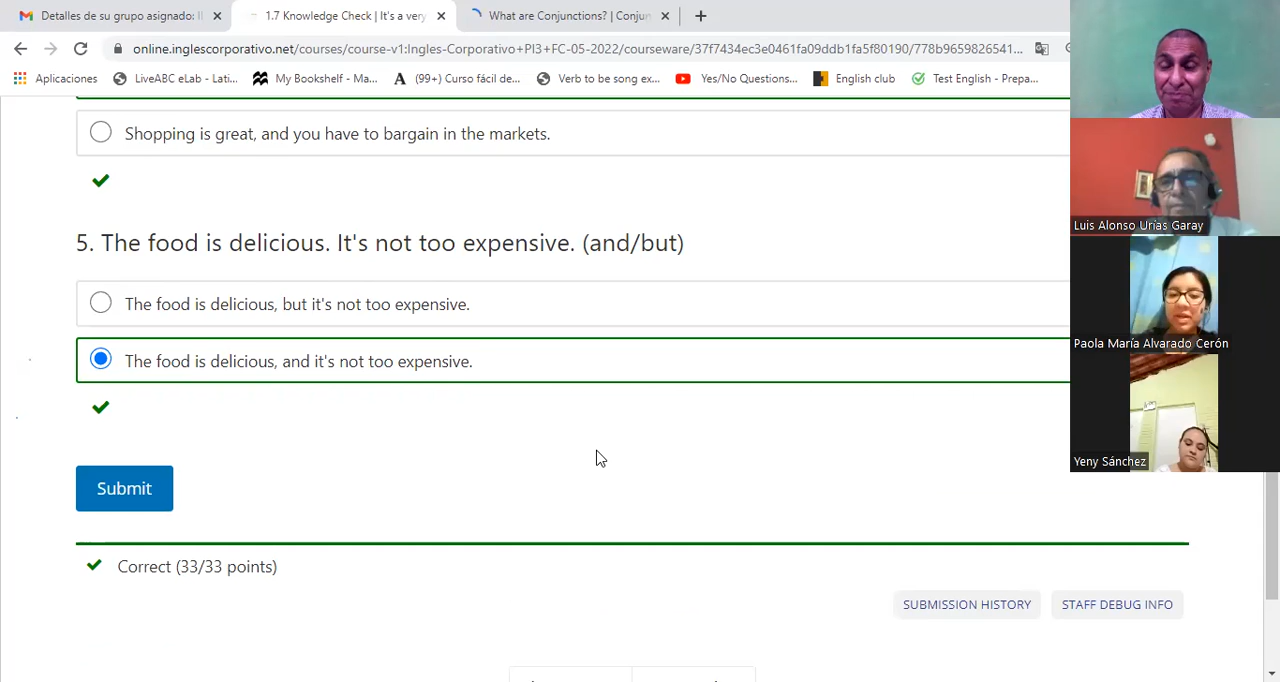 Detalles de su grupo asignado: II
1.7 Knowledge Check | It's a very
What are Conjunctions? | Conjun
online.inglescorporativo.net/courses/course-v1:Ingles-Corporativo+PI3+FC-05-2022/courseware/37f7434ec3e0461fa09ddb1fa5f80190/778b9659826541...
Aplicaciones
LiveABC eLab - Lati...
My Bookshelf - Ma...
(99+) Curso fácil de...
Verb to be song ex...
Yes/No Questions...
English club
Test English - Prepa...
Shopping is great, and you have to bargain in the markets.
5. The food is delicious. It's not too expensive. (and/but)
The food is delicious, but it's not too expensive.
The food is delicious, and it's not too expensive.
Submit
Correct (33/33 points)
SUBMISSION HISTORY
STAFF DEBUG INFO
Luis Alonso Urías Garay
Paola María Alvarado Cerón
Yeny Sánchez